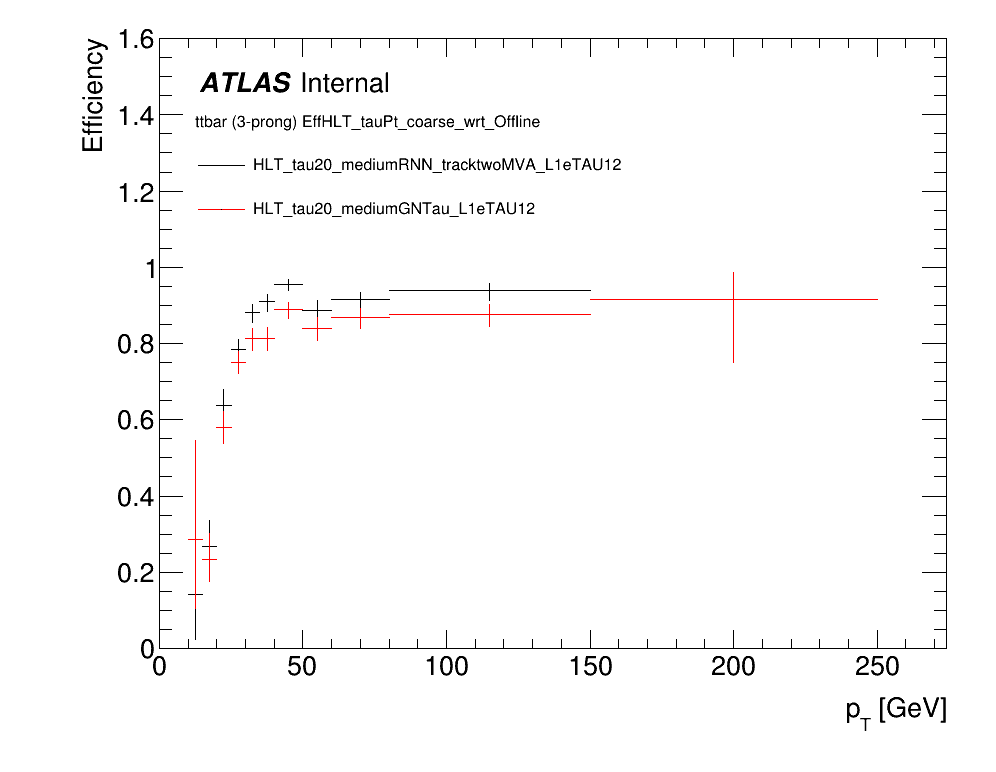 Efficiency
1.6
1.4
1.2
1
0.8
0.6
0.4
0.2
0
ATLAS Internal
ttbar (3-prong) EffHLT_tauPt_coarse_wrt_Offline
HLT_tau20_mediumRNN_tracktwoMVA_L1eTAU12
HLT_tau20_mediumGNTau_L1eTAU12
0 50 100 150 200 250
p_T [GeV]